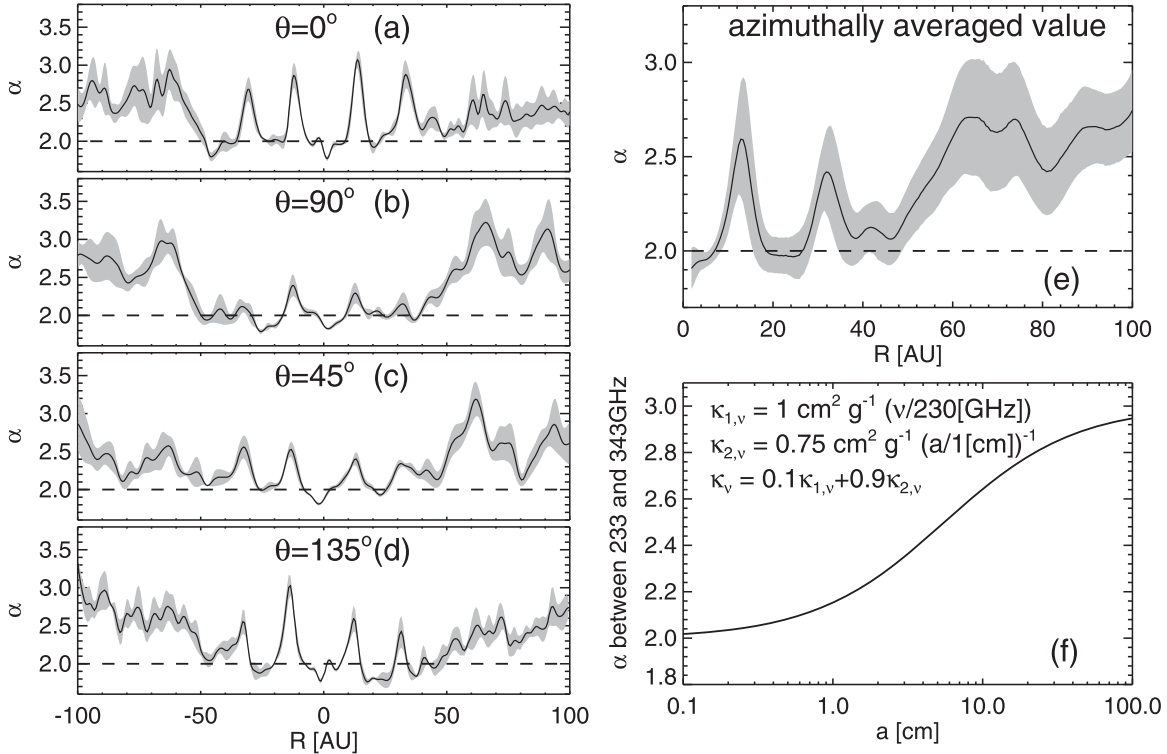 θ=0° (a)
3.5
3.0
2.5
2.0
α
θ=90° (b)
3.5
3.0
2.5
2.0
α
θ=45° (c)
3.5
3.0
2.5
2.0
α
θ=135° (d)
3.5
3.0
2.5
2.0
α
-100 -50 0 50 100
R [AU]
azimuthally averaged value
3.0
2.5
2.0
α
(e)
0 20 40 60 80 100
R [AU]
κ1,ν = 1 cm² g⁻¹ (ν/230[GHz])
κ2,ν = 0.75 cm² g⁻¹ (a/1[cm])⁻¹
κν = 0.1κ1,ν+0.9κ2,ν
3.0
2.8
2.6
2.4
2.2
2.0
1.8
α between 233 and 343GHz
(f)
0.1 1.0 10.0 100.0
a [cm]